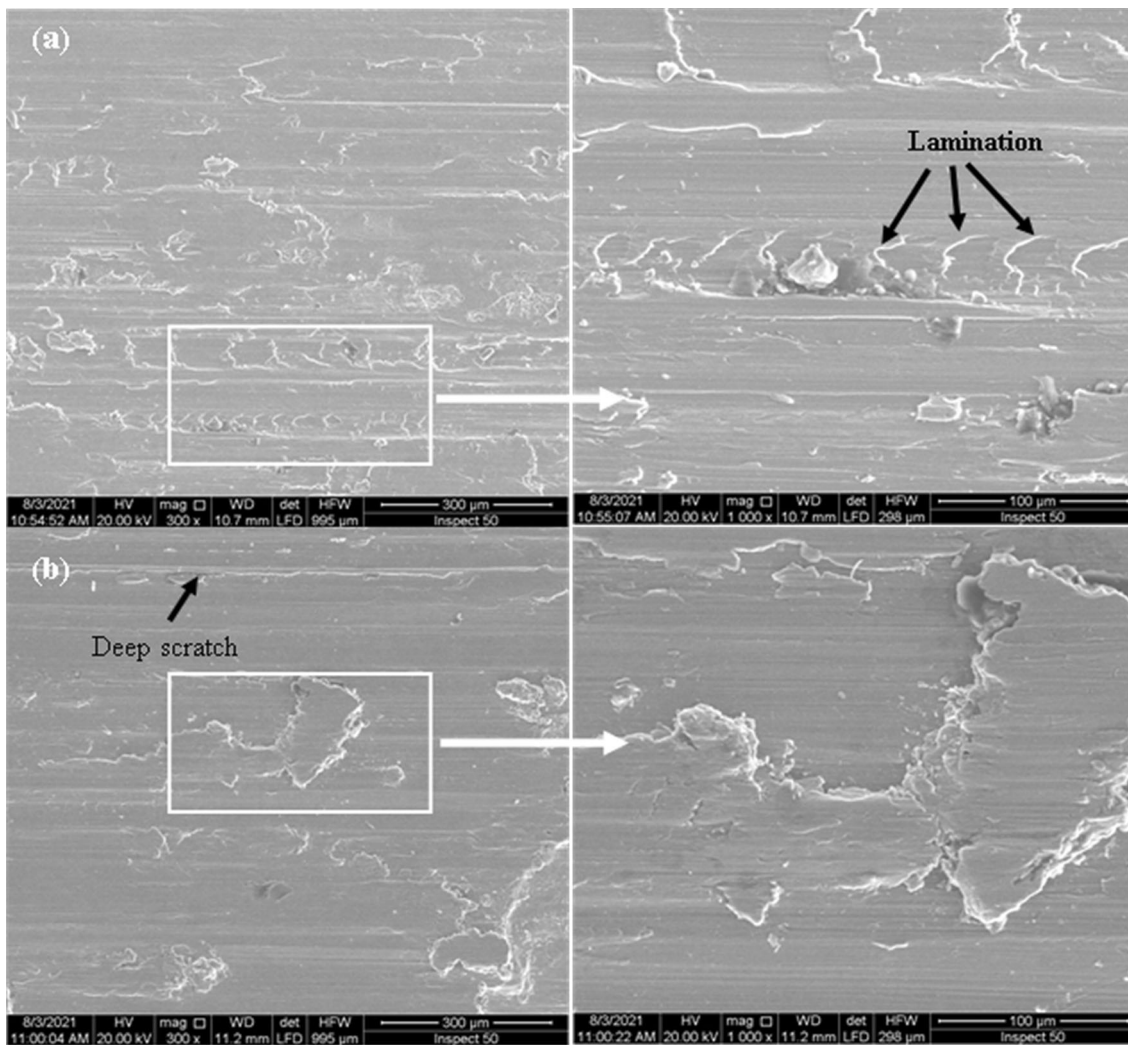 (a)
Lamination
8/3/2021 HV mag □ WD det HFW 300 µm
10:54:52 AM 20.00 kV 300 x 10.7 mm LFD 995 µm Inspect 50
8/3/2021 HV mag □ WD det HFW 100 µm
10:55:07 AM 20.00 kV 1 000 x 10.7 mm LFD 298 µm Inspect 50
(b)
Deep scratch
8/3/2021 HV mag □ WD det HFW 300 µm
11:00:04 AM 20.00 kV 300 x 11.2 mm LFD 995 µm Inspect 50
8/3/2021 HV mag □ WD det HFW 100 µm
11:00:22 AM 20.00 kV 1 000 x 11.2 mm LFD 298 µm Inspect 50